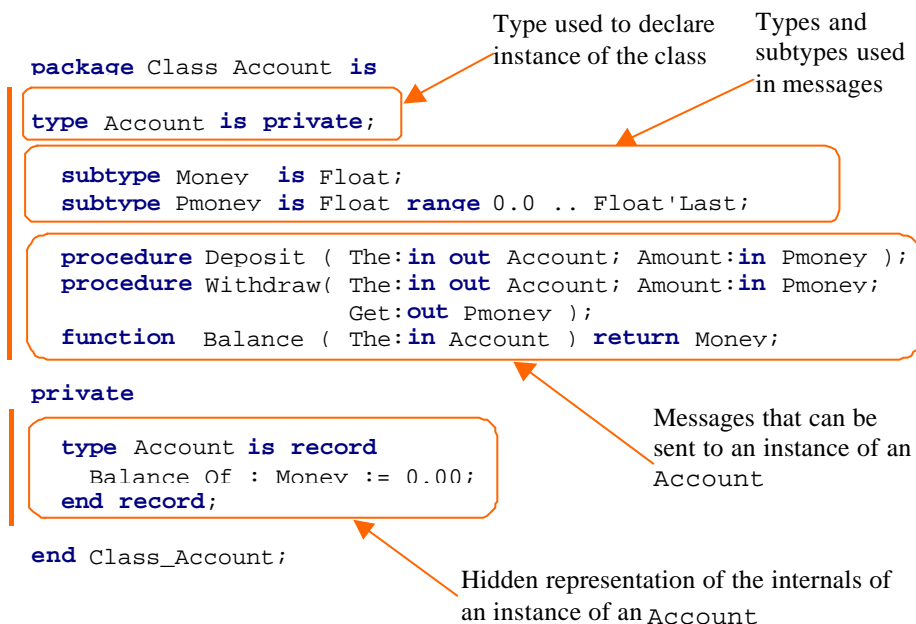 Type used to declare
instance of the class
Types and
subtypes used
in messages
package Class Account is
type Account is private;
subtype Money is Float;
subtype Pmoney is Float range 0.0 .. Float'Last;
procedure Deposit ( The:in out Account; Amount:in Pmoney );
procedure Withdraw( The:in out Account; Amount:in Pmoney;
Get:out Pmoney );
function Balance ( The:in Account ) return Money;
private
Messages that can be
sent to an instance of an
Account
type Account is record
Balance Of : Money := 0.00;
end record;
end Class_Account;
Hidden representation of the internals of
an instance of an Account